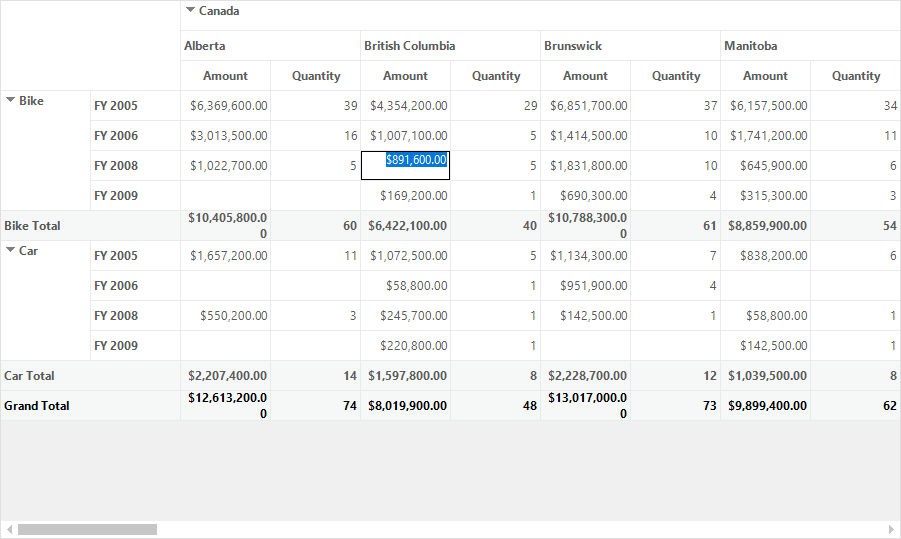 Canada
Alberta British Columbia Brunswick Manitoba
Amount Quantity Amount Quantity Amount Quantity Amount Quantity
Bike FY 2005 $6,369,600.00 39 $4,354,200.00 29 $6,851,700.00 37 $6,157,500.00 34
FY 2006 $3,013,500.00 16 $1,007,100.00 5 $1,414,500.00 10 $1,741,200.00 11
FY 2008 $1,022,700.00 5 $891,600.00 5 $1,831,800.00 10 $645,900.00 6
FY 2009 $169,200.00 1 $690,300.00 4 $315,300.00 3
Bike Total $10,405,800.00 60 $6,422,100.00 40 $10,788,300.00 61 $8,859,900.00 54
Car FY 2005 $1,657,200.00 11 $1,072,500.00 5 $1,134,300.00 7 $838,200.00 6
FY 2006 $58,800.00 1 $951,900.00 4
FY 2008 $550,200.00 3 $245,700.00 1 $142,500.00 1 $58,800.00 1
FY 2009 $220,800.00 1 $142,500.00 1
Car Total $2,207,400.00 14 $1,597,800.00 8 $2,228,700.00 12 $1,039,500.00 8
Grand Total $12,613,200.00 74 $8,019,900.00 48 $13,017,000.00 73 $9,899,400.00 62